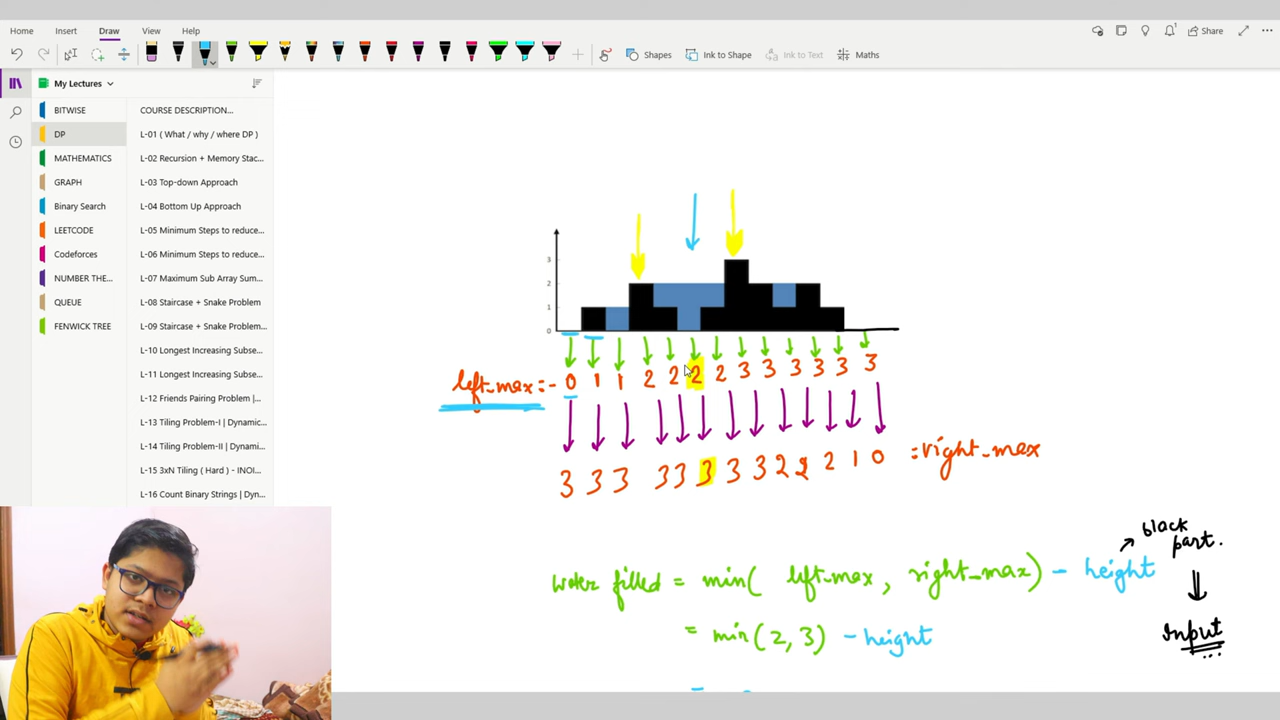 Home Insert Draw View Help
Share
Shapes Ink to Shape Ink to Text Maths
My Lectures
BITWISE
DP
MATHEMATICS
GRAPH
Binary Search
LEETCODE
Codeforces
NUMBER THE...
QUEUE
FENWICK TREE
COURSE DESCRIPTION...
L-01 ( What / why / where DP )
L-02 Recursion + Memory Stac...
L-03 Top-down Approach
L-04 Bottom Up Approach
L-05 Minimum Steps to reduce...
L-06 Minimum Steps to reduce...
L-07 Maximum Sub Array Sum...
L-08 Staircase + Snake Problem
L-09 Staircase + Snake Problem...
L-10 Longest Increasing Subse...
L-11 Longest Increasing Subse...
L-12 Friends Pairing Problem |...
L-13 Tiling Problem-I | Dynamic...
L-14 Tiling Problem-II | Dynami...
L-15 3xN Tiling ( Hard ) - INOI...
L-16 Count Binary Strings | Dyn...
3
2
1
0
left_max :- 0 1 1 2 2 2 2 3 3 3 3 3 3
3 3 3 3 3 3 3 3 2 2 2 1 0 := right_max
black
part.
water filled = min( left_max , right_max) - height
Input
= min(2, 3) - height